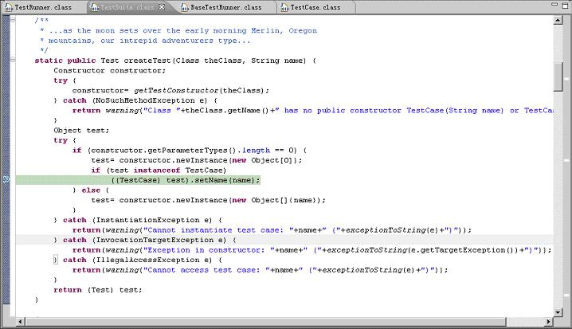 TestRunner.class TestSuite.class BaseTestRunner.class TestCase.class
/**
* ...as the moon sets over the early morning Merlin, Oregon
* mountains, our intrepid adventurers type...
*/
static public Test createTest(Class theClass, String name) {
Constructor constructor;
try {
constructor= getTestConstructor(theClass);
} catch (NoSuchMethodException e) {
return warning("Class "+theClass.getName()+" has no public constructor TestCase(String name) or TestCa
}
Object test;
try {
if (constructor.getParameterTypes().length == 0) {
test= constructor.newInstance(new Object[0]);
if (test instanceof TestCase)
((TestCase) test).setName(name);
} else {
test= constructor.newInstance(new Object[]{name});
}
} catch (InstantiationException e) {
return(warning("Cannot instantiate test case: "+name+" ("+exceptionToString(e)+")"));
} catch (InvocationTargetException e) {
return(warning("Exception in constructor: "+name+" ("+exceptionToString(e.getTargetException())+")"));
} catch (IllegalAccessException e) {
return(warning("Cannot access test case: "+name+" ("+exceptionToString(e)+")"));
}
return (Test) test;
}